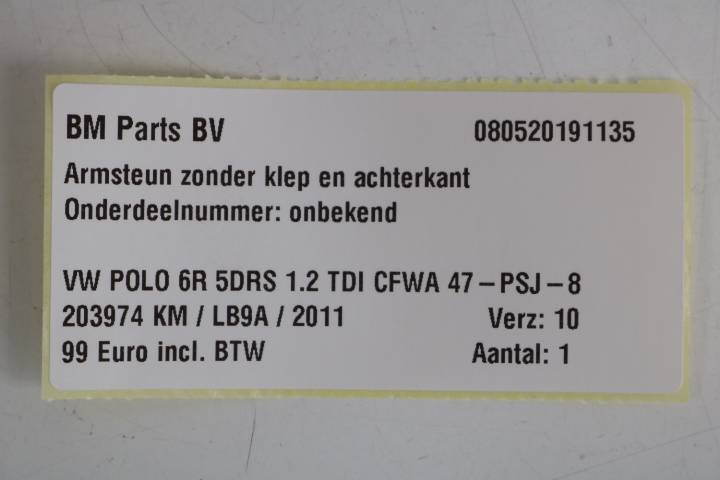 BM Parts BV 080520191135
Armsteun zonder klep en achterkant
Onderdeelnummer: onbekend
VW POLO 6R 5DRS 1.2 TDI CFWA 47-PSJ-8
203974 KM / LB9A / 2011 Verz: 10
99 Euro incl. BTW Aantal: 1